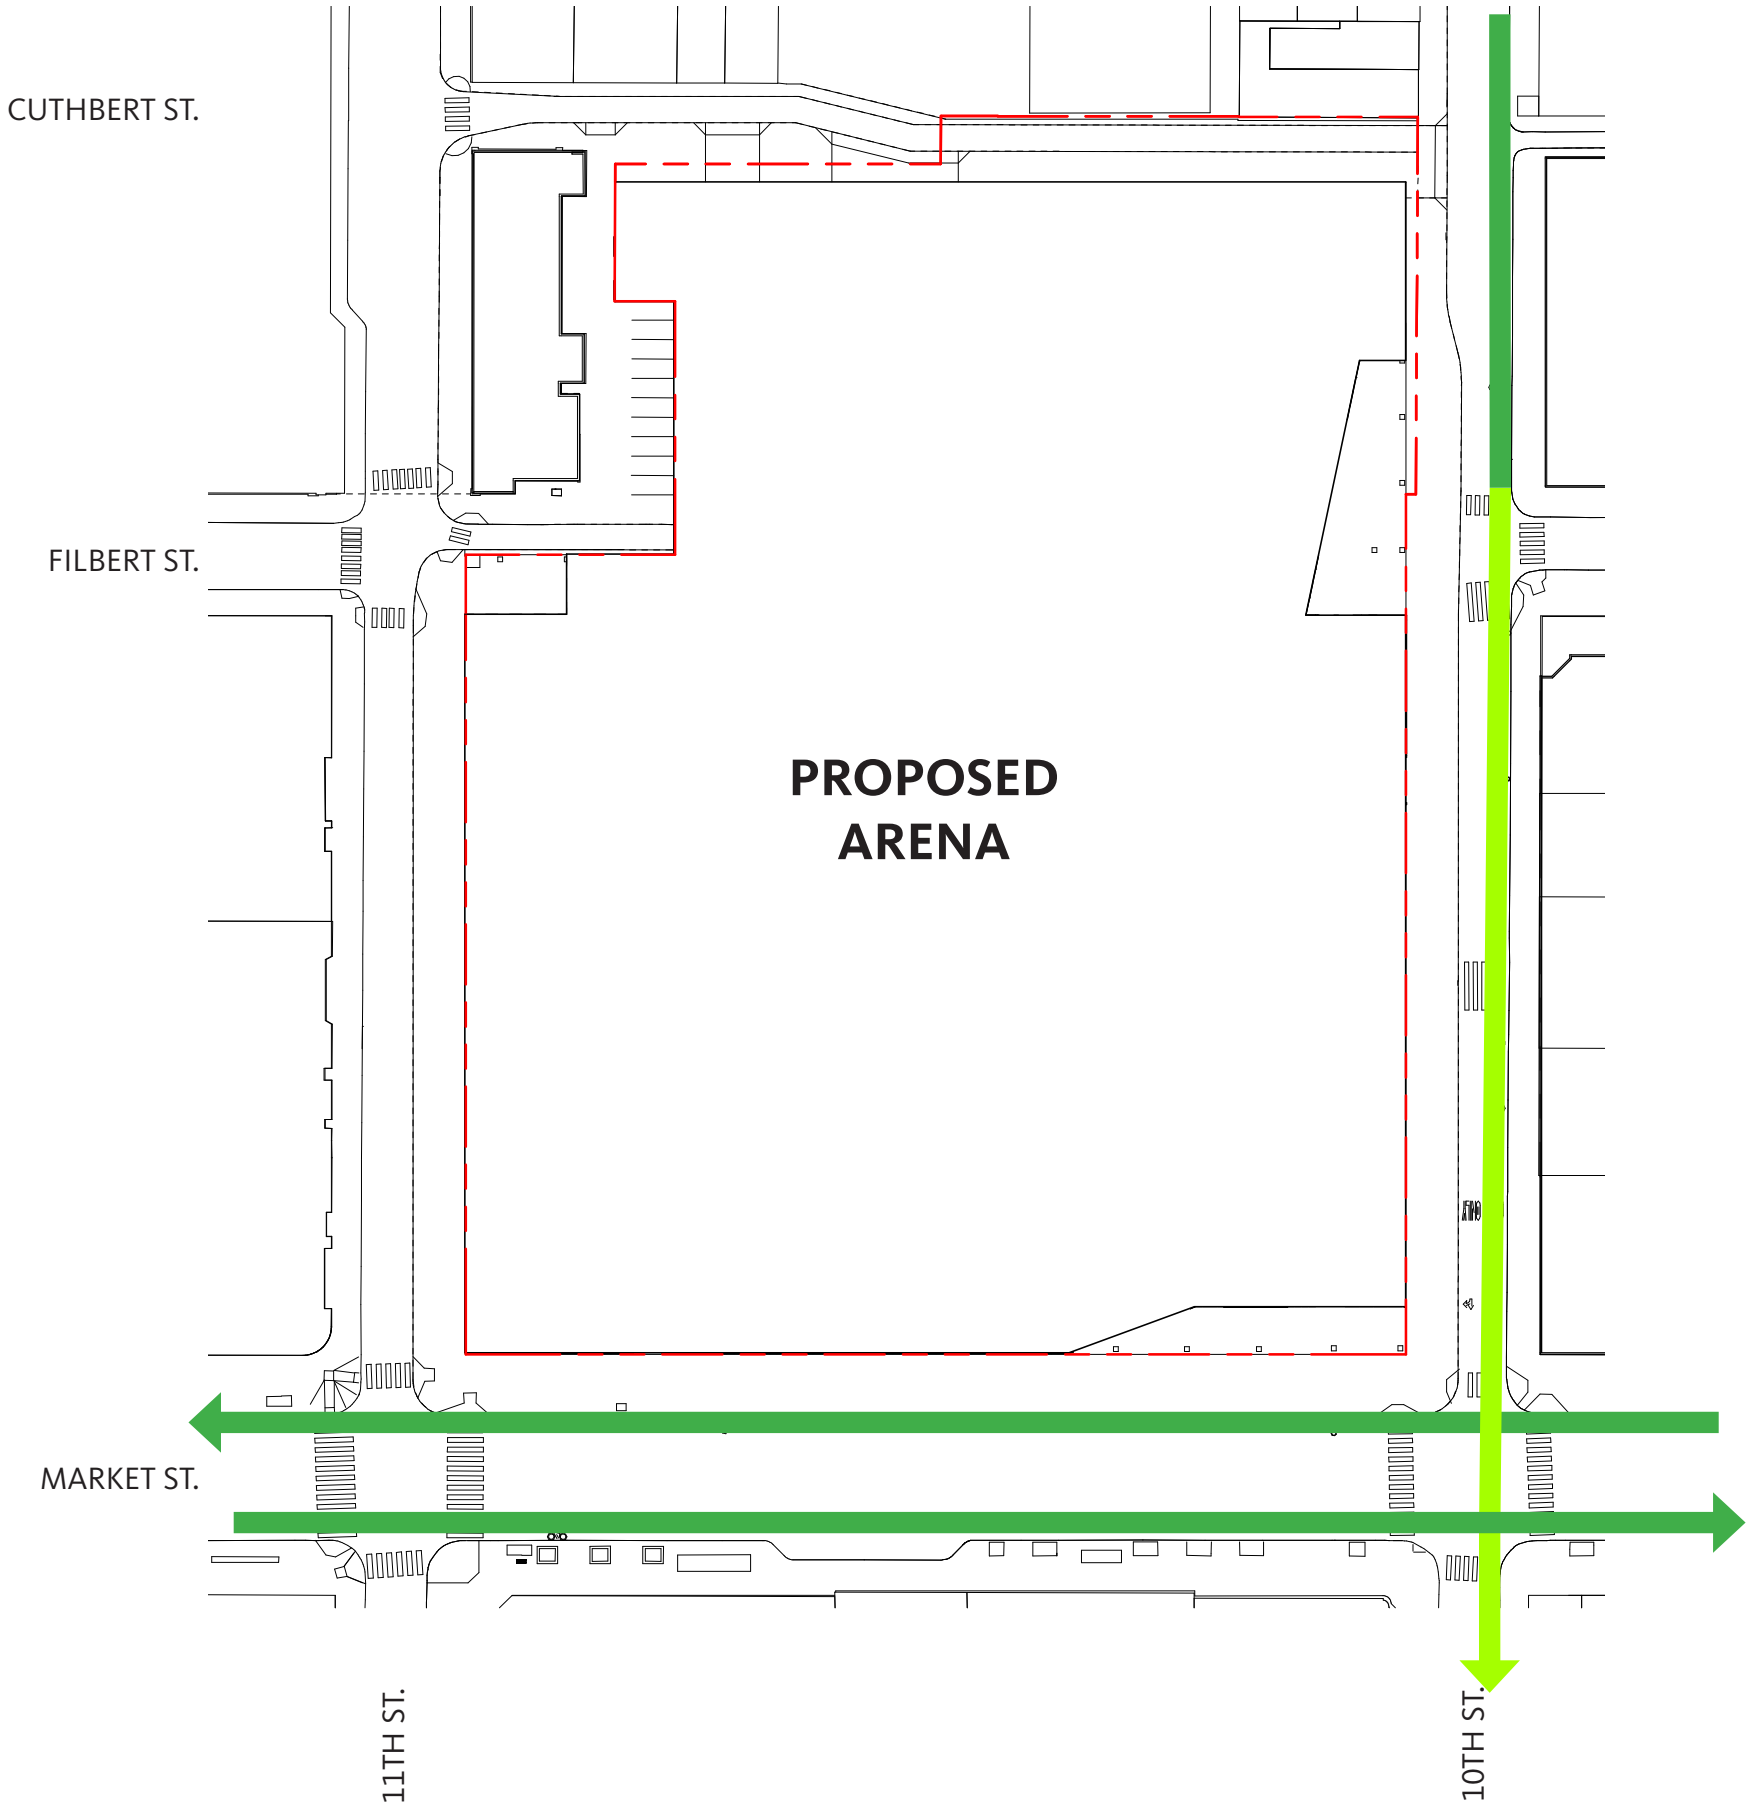 CUTHBERT ST.
FILBERT ST.
PROPOSED
ARENA
MARKET ST.
11TH ST.
10TH ST.